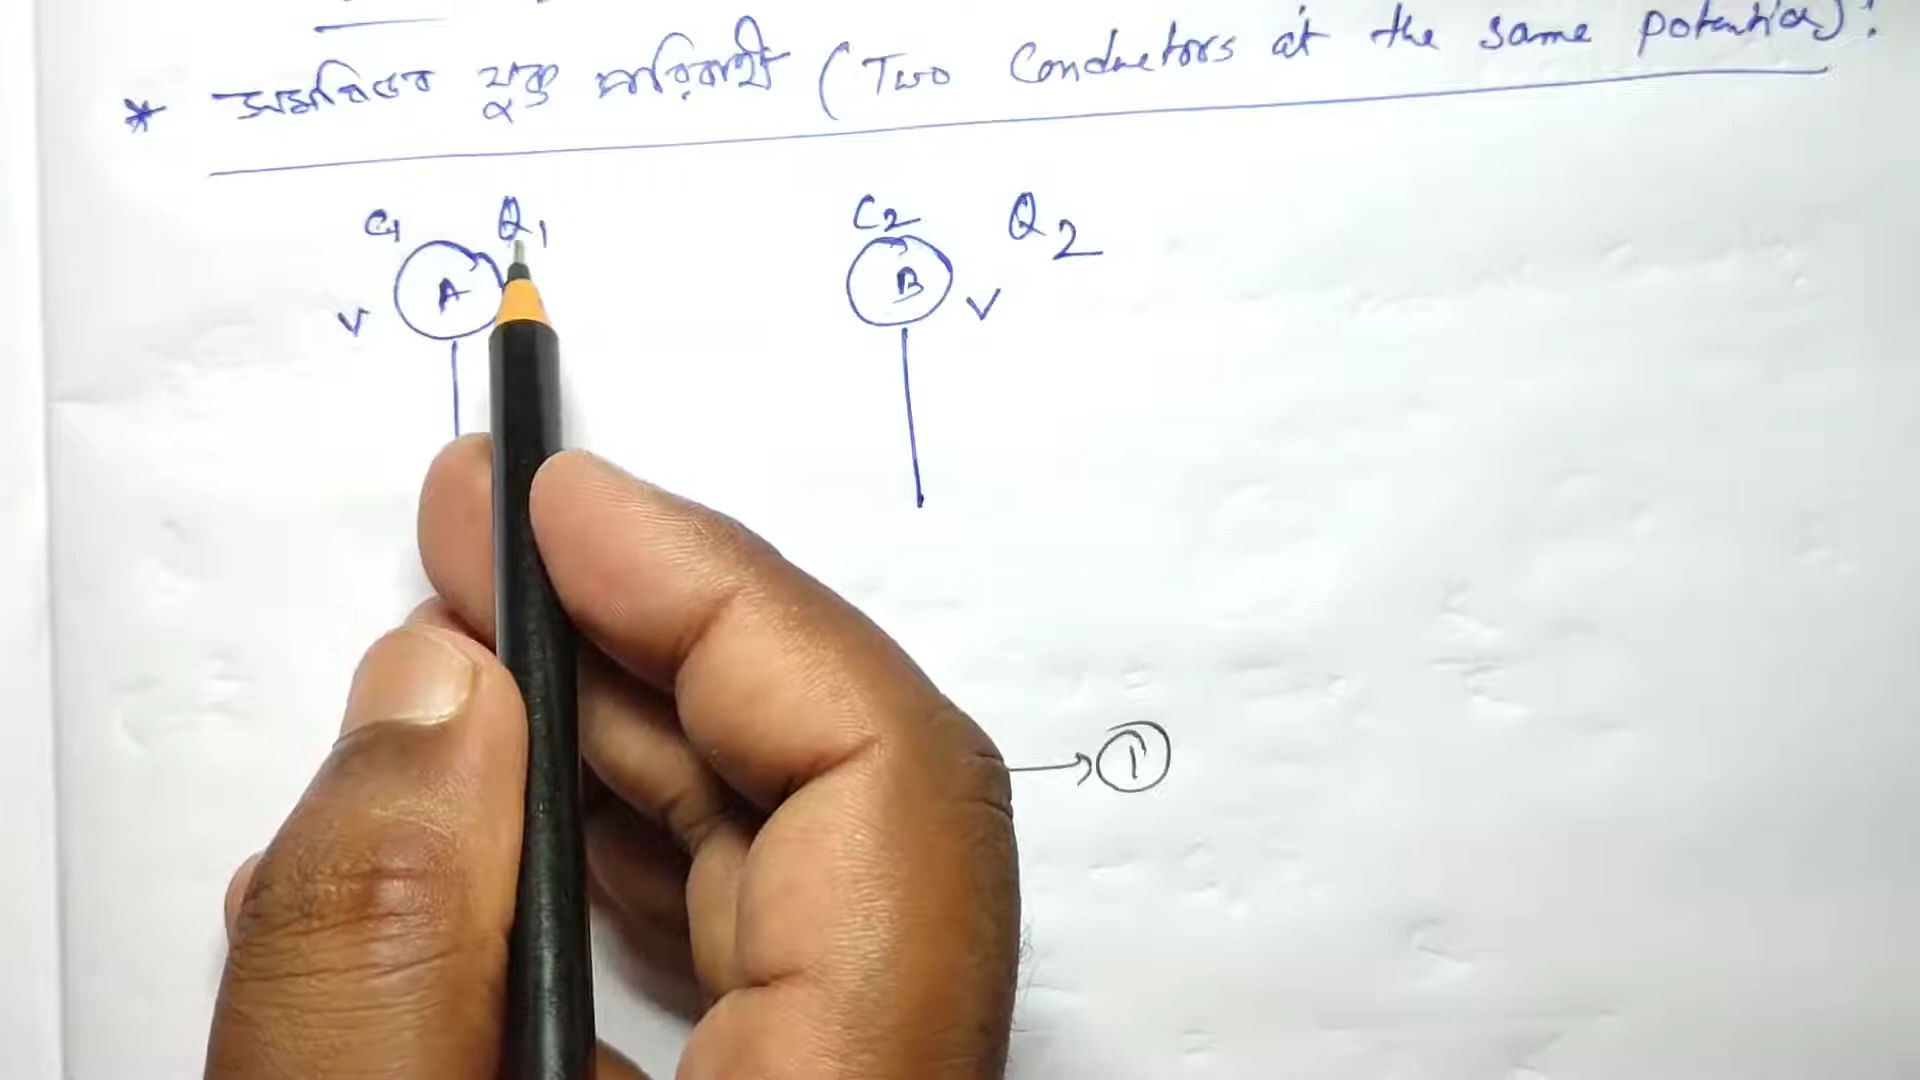 * সমবিভব যুক্ত পরিবাহী (Two Conductors at the same potential):
C1 Q1 C2 Q2
A B
V V
→ 1